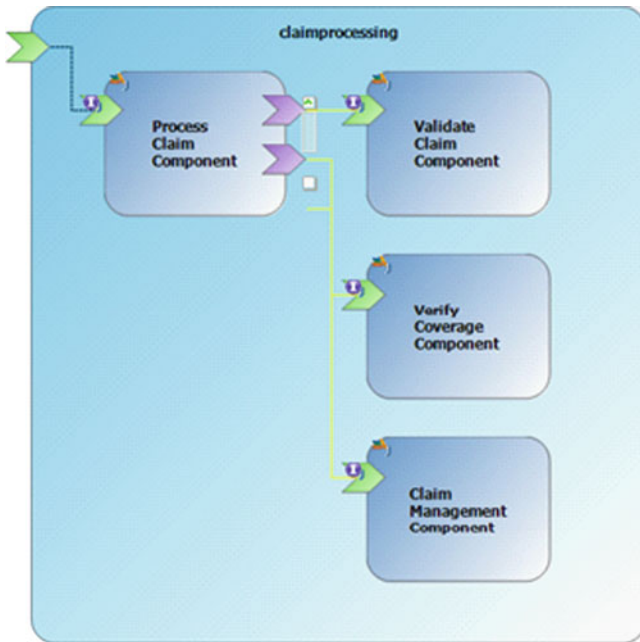 claimprocessing
Process
Claim
Component
Validate
Claim
Component
Verify
Coverage
Component
Claim
Management
Component